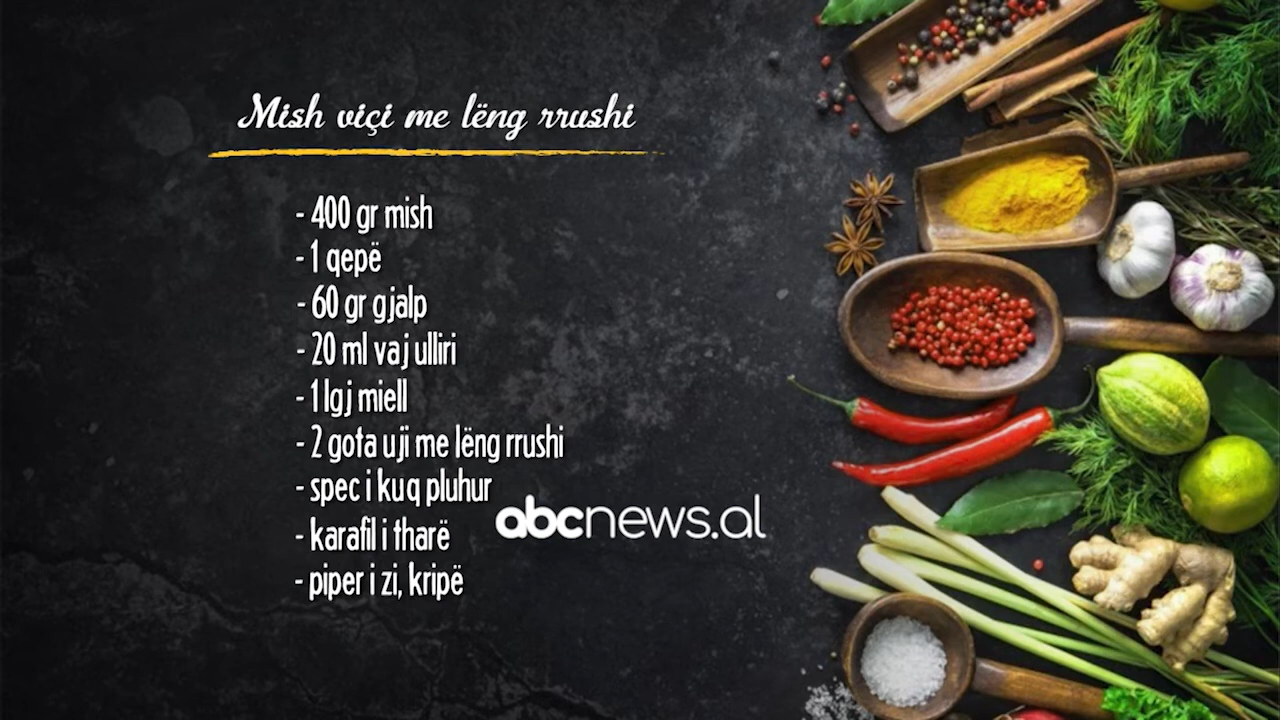 Mish viçi me lëng rrushi
- 400 gr mish
- 1 qepë
- 60 gr gjalp
- 20 ml vaj ulliri
- 1 lgj miell
- 2 gota uji me lëng rrushi
- spec i kuq pluhur
abcnews.al
- karafil i tharë
- piper i zi, kripë